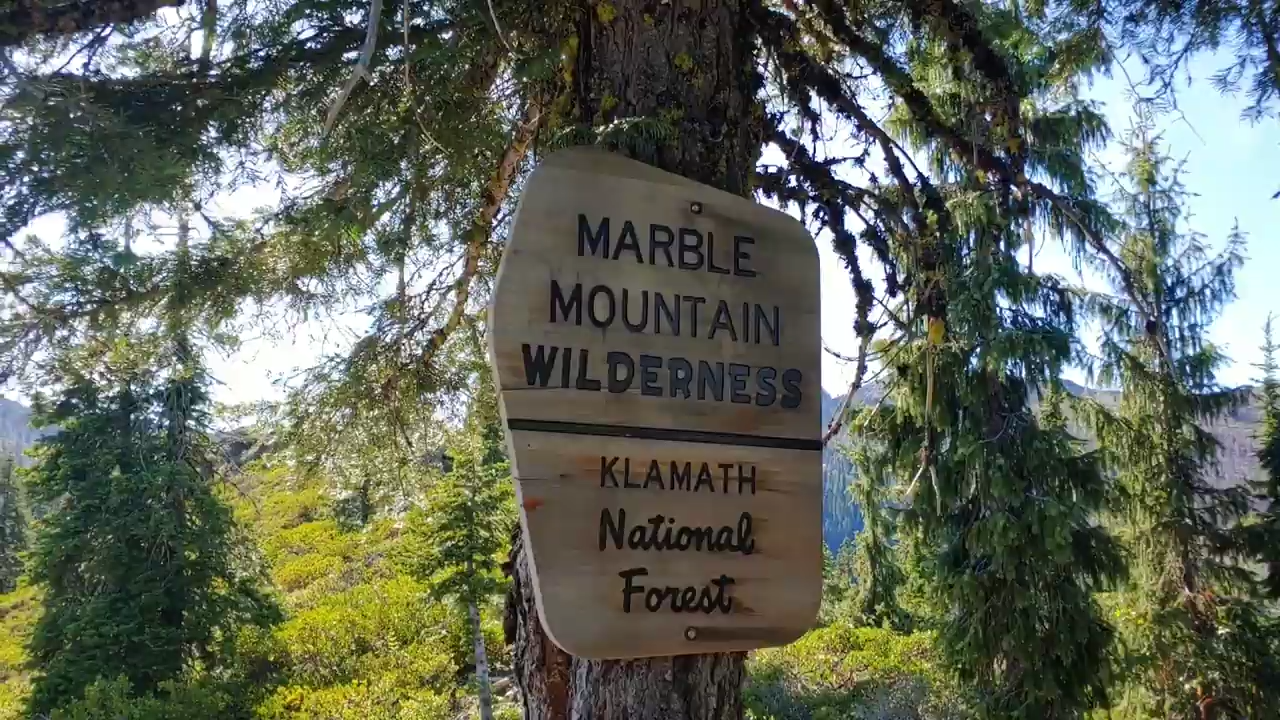 MARBLE
MOUNTAIN
WILDERNESS
KLAMATH
National
Forest